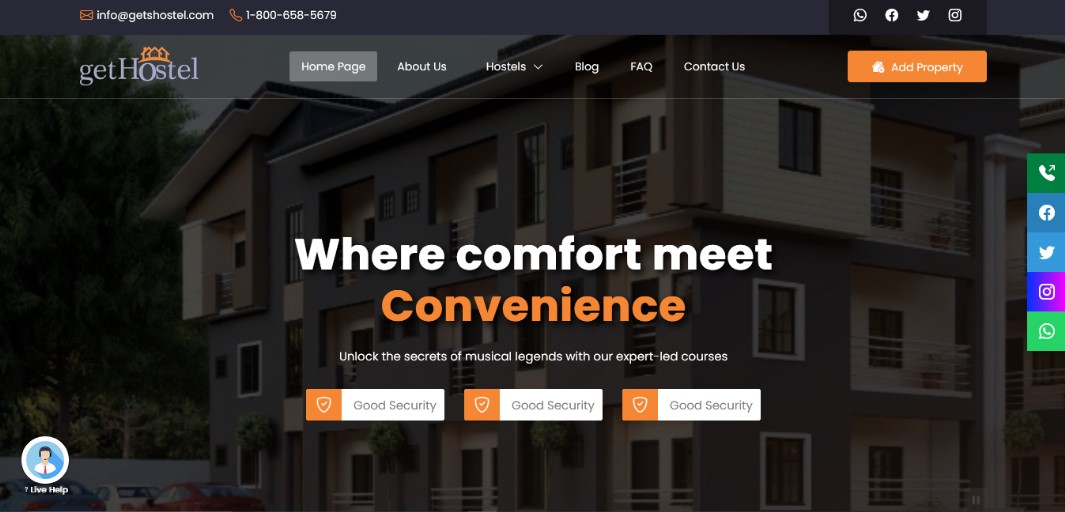 info@getshostel.com 1-800-658-5679
getHostel
Home Page About Us Hostels Blog FAQ Contact Us Add Property
Where comfort meet
Convenience
Unlock the secrets of musical legends with our expert-led courses
Good Security Good Security Good Security
? Live Help